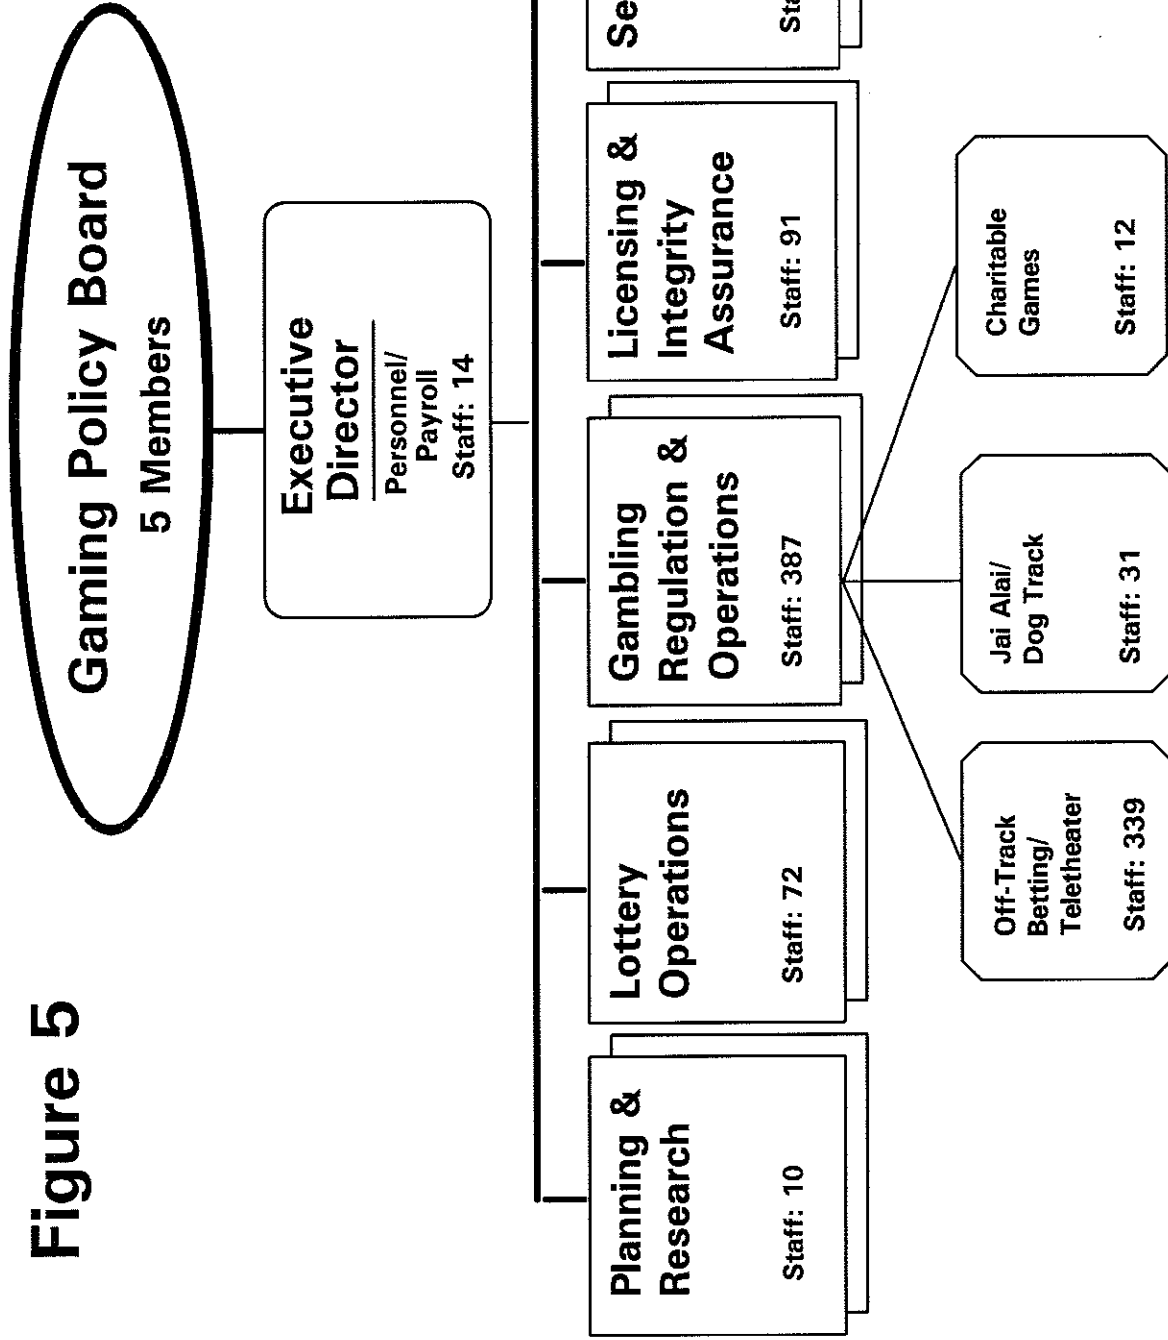 Figure 5
Gaming Policy Board
5 Members
Executive
Director
Personnel/
Payroll
Staff: 14
Planning &
Research
Staff: 10
Lottery
Operations
Staff: 72
Gambling
Regulation &
Operations
Staff: 387
Licensing &
Integrity
Assurance
Staff: 91
Off-Track
Betting/
Teletheater
Staff: 339
Jai Alai/
Dog Track
Staff: 31
Charitable
Games
Staff: 12